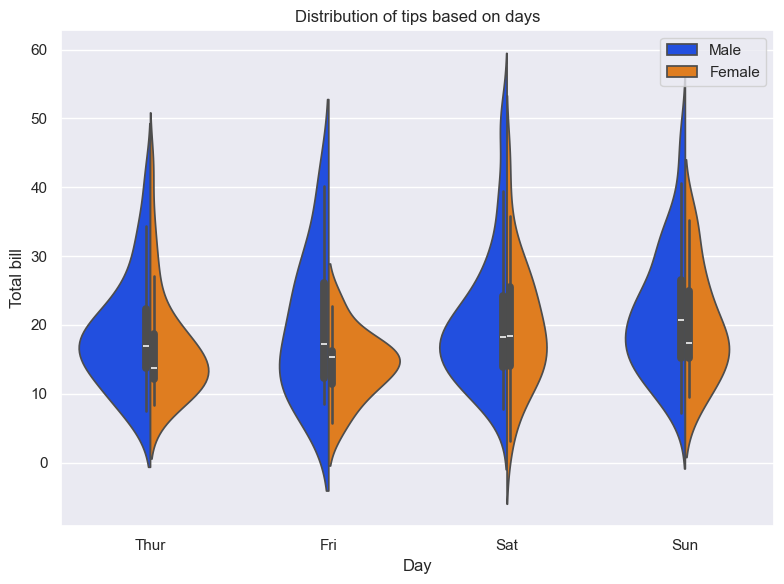 Distribution of tips based on days
Male
Female
60
50
40
30
20
10
0
Total bill
Thur
Fri
Sat
Sun
Day